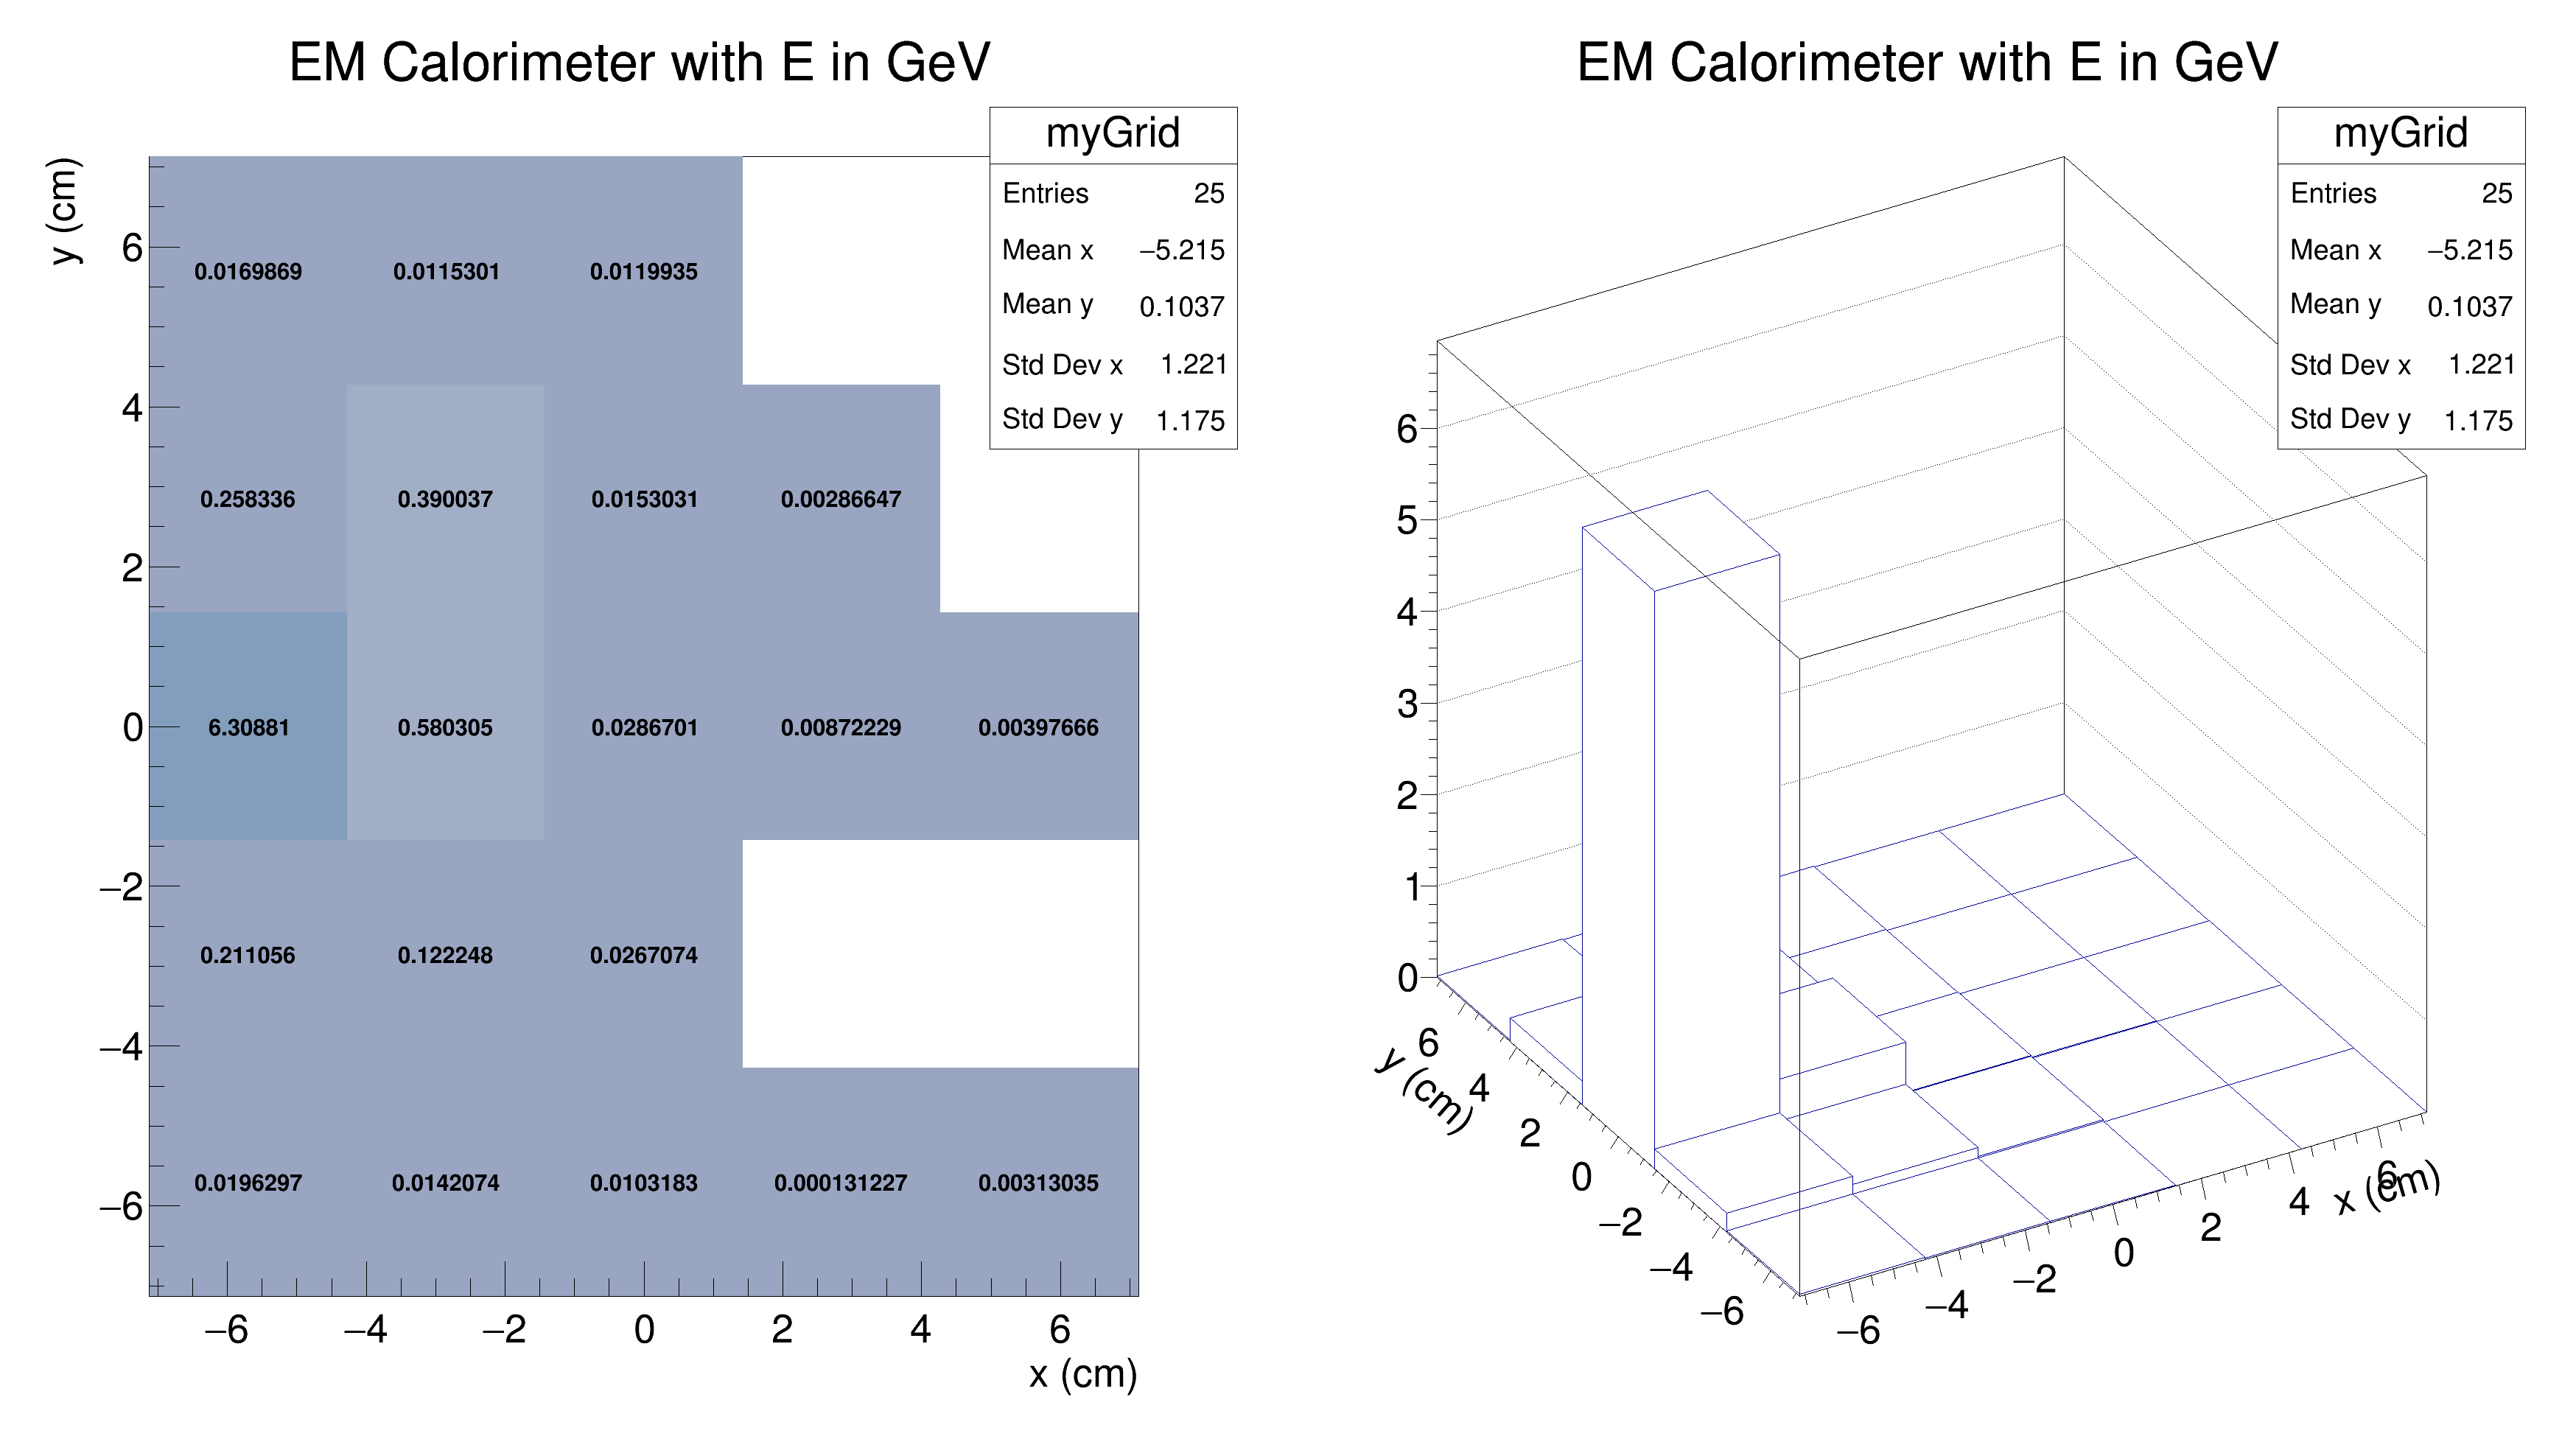 EM Calorimeter with E in GeV
myGrid
Entries 25
Mean x −5.215
Mean y 0.1037
Std Dev x 1.221
Std Dev y 1.175
y (cm)
6
4
2
0
−2
−4
−6
0.0169869 0.0115301 0.0119935
0.258336 0.390037 0.0153031 0.00286647
6.30881 0.580305 0.0286701 0.00872229 0.00397666
0.211056 0.122248 0.0267074
0.0196297 0.0142074 0.0103183 0.000131227 0.00313035
−6 −4 −2 0 2 4 6
x (cm)
EM Calorimeter with E in GeV
myGrid
Entries 25
Mean x −5.215
Mean y 0.1037
Std Dev x 1.221
Std Dev y 1.175
6
5
4
3
2
1
0
y (cm)
6
4
2
0
−2
−4
−6
−6 −4 −2 0 2 4 6
x (cm)